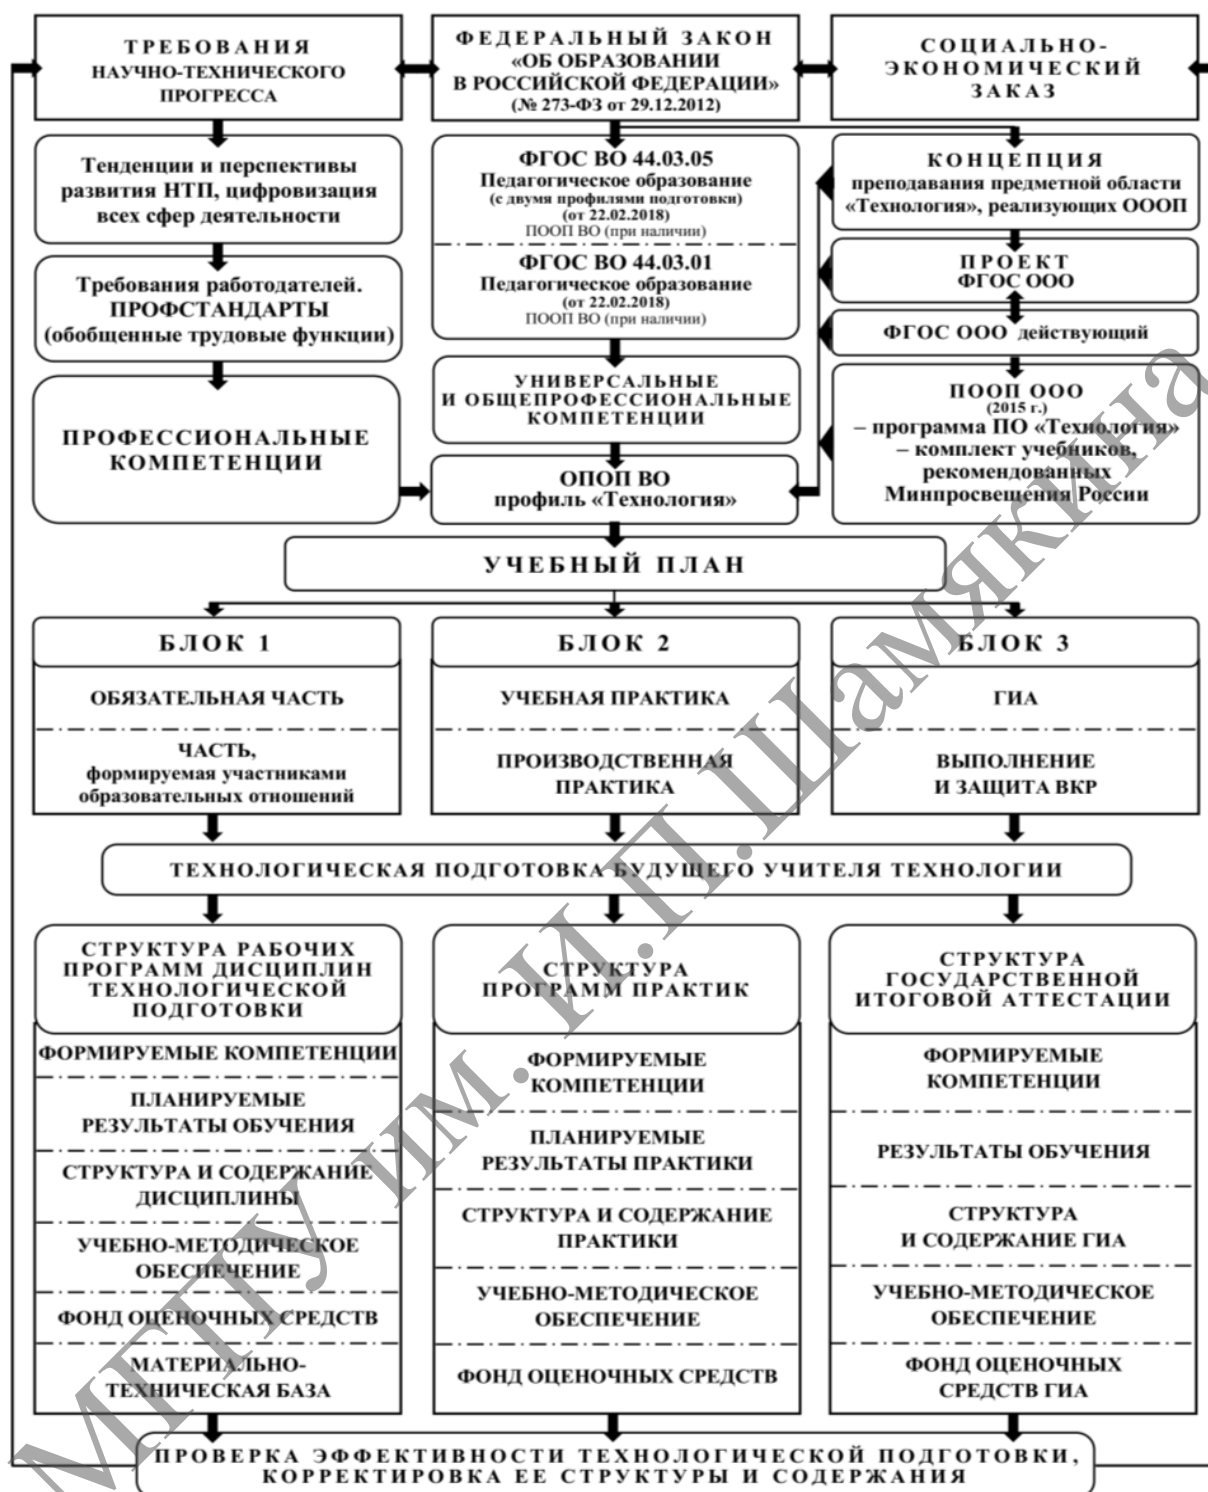 ТРЕБОВАНИЯ
НАУЧНО-ТЕХНИЧЕСКОГО
ПРОГРЕССА
ФЕДЕРАЛЬНЫЙ ЗАКОН
«ОБ ОБРАЗОВАНИИ
В РОССИЙСКОЙ ФЕДЕРАЦИИ»
(№ 273-ФЗ от 29.12.2012)
СОЦИАЛЬНО-
ЭКОНОМИЧЕСКИЙ
ЗАКАЗ
Тенденции и перспективы
развития НТП, цифровизация
всех сфер деятельности
Требования работодателей.
ПРОФСТАНДАРТЫ
(обобщенные трудовые функции)
ПРОФЕССИОНАЛЬНЫЕ
КОМПЕТЕНЦИИ
ФГОС ВО 44.03.05
Педагогическое образование
(с двумя профилями подготовки)
(от 22.02.2018)
ПООП ВО (при наличии)
ФГОС ВО 44.03.01
Педагогическое образование
(от 22.02.2018)
ПООП ВО (при наличии)
УНИВЕРСАЛЬНЫЕ
И ОБЩЕПРОФЕССИОНАЛЬНЫЕ
КОМПЕТЕНЦИИ
ОПОП ВО
профиль «Технология»
КОНЦЕПЦИЯ
преподавания предметной области
«Технология», реализующих ОООП
ПРОЕКТ
ФГОС ООО
ФГОС ООО действующий
ПООП ООО
(2015 г.)
– программа ПО «Технология»
– комплект учебников,
рекомендованных
Минпросвещения России
УЧЕБНЫЙ ПЛАН
БЛОК 1
ОБЯЗАТЕЛЬНАЯ ЧАСТЬ
ЧАСТЬ,
формируемая участниками
образовательных отношений
БЛОК 2
УЧЕБНАЯ ПРАКТИКА
ПРОИЗВОДСТВЕННАЯ
ПРАКТИКА
БЛОК 3
ГИА
ВЫПОЛНЕНИЕ
И ЗАЩИТА ВКР
ТЕХНОЛОГИЧЕСКАЯ ПОДГОТОВКА БУДУЩЕГО УЧИТЕЛЯ ТЕХНОЛОГИИ
СТРУКТУРА РАБОЧИХ
ПРОГРАММ ДИСЦИПЛИН
ТЕХНОЛОГИЧЕСКОЙ
ПОДГОТОВКИ
ФОРМИРУЕМЫЕ КОМПЕТЕНЦИИ
ПЛАНИРУЕМЫЕ
РЕЗУЛЬТАТЫ ОБУЧЕНИЯ
СТРУКТУРА И СОДЕРЖАНИЕ
ДИСЦИПЛИНЫ
УЧЕБНО-МЕТОДИЧЕСКОЕ
ОБЕСПЕЧЕНИЕ
ФОНД ОЦЕНОЧНЫХ СРЕДСТВ
МАТЕРИАЛЬНО-
ТЕХНИЧЕСКАЯ БАЗА
СТРУКТУРА
ПРОГРАММ ПРАКТИК
ФОРМИРУЕМЫЕ
КОМПЕТЕНЦИИ
ПЛАНИРУЕМЫЕ
РЕЗУЛЬТАТЫ ПРАКТИКИ
СТРУКТУРА И СОДЕРЖАНИЕ
ПРАКТИКИ
УЧЕБНО-МЕТОДИЧЕСКОЕ
ОБЕСПЕЧЕНИЕ
ФОНД ОЦЕНОЧНЫХ СРЕДСТВ
СТРУКТУРА
ГОСУДАРСТВЕННОЙ
ИТОГОВОЙ АТТЕСТАЦИИ
ФОРМИРУЕМЫЕ
КОМПЕТЕНЦИИ
РЕЗУЛЬТАТЫ ОБУЧЕНИЯ
СТРУКТУРА
И СОДЕРЖАНИЕ ГИА
УЧЕБНО-МЕТОДИЧЕСКОЕ
ОБЕСПЕЧЕНИЕ
ФОНД ОЦЕНОЧНЫХ
СРЕДСТВ ГИА
ПРОВЕРКА ЭФФЕКТИВНОСТИ ТЕХНОЛОГИЧЕСКОЙ ПОДГОТОВКИ,
КОРРЕКТИРОВКА ЕЕ СТРУКТУРЫ И СОДЕРЖАНИЯ
МГПУ им. И.П.Шамякина